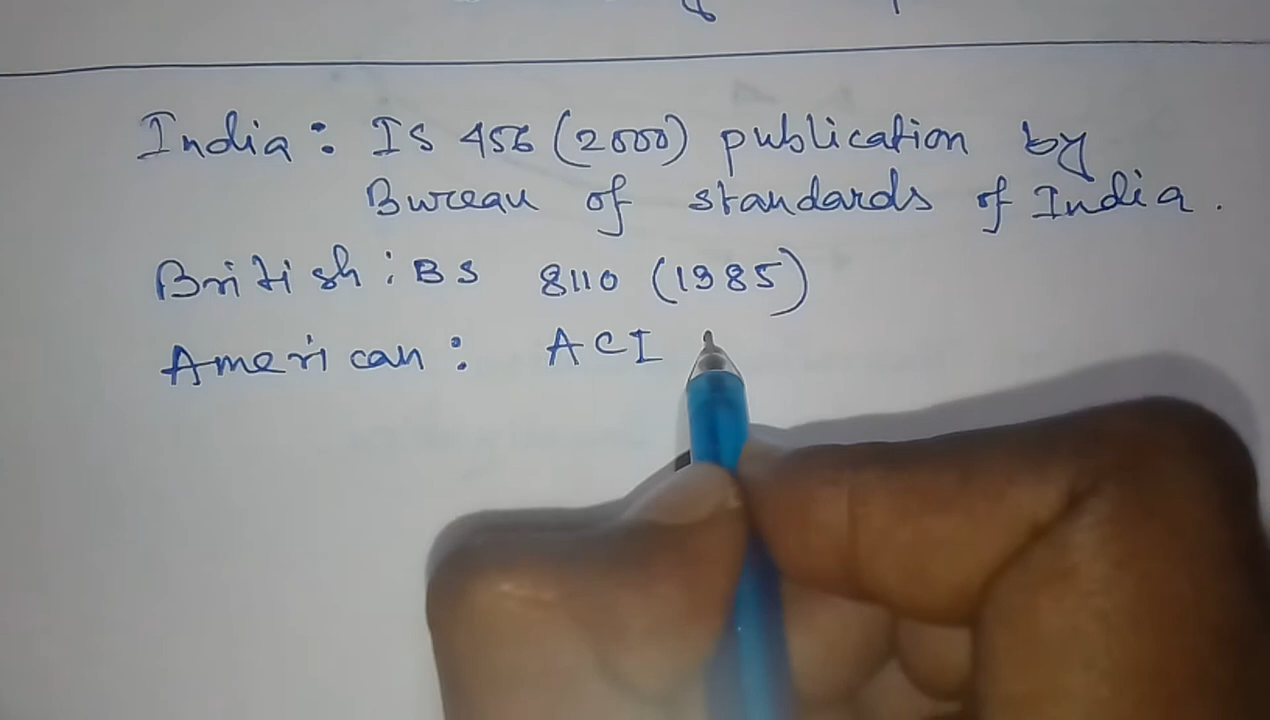 India : IS 456 (2000) publication by
Bureau of standards of India .
British : BS 8110 (1985)
American : ACI